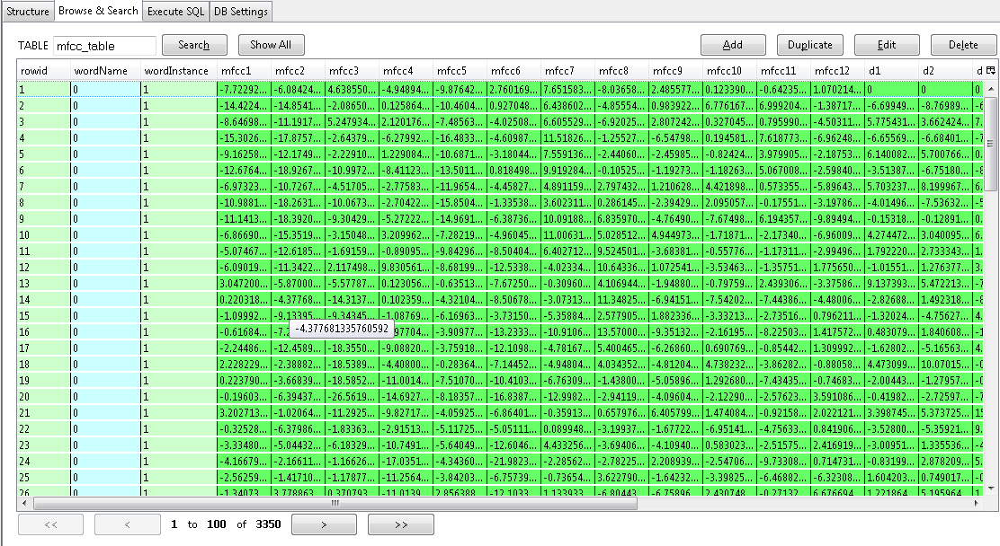 Structure Browse & Search Execute SQL DB Settings
TABLE mfcc_table Search Show All Add Duplicate Edit Delete
rowid wordName wordInstance mfcc1 mfcc2 mfcc3 mfcc4 mfcc5 mfcc6 mfcc7 mfcc8 mfcc9 mfcc10 mfcc11 mfcc12 d1 d2 d
1 0 1 -7.72292... -6.08424... 4.638550... -4.94894... -9.87642... 2.760169... 7.651583... -8.03658... 2.485577... 0.123390... -0.64235... 1.070214... 0 0 0
2 0 1 -14.4224... -14.8541... -2.08650... 0.125864... -10.4604... 0.927048... 6.438602... -4.85554... 0.983922... 6.776167... 6.999204... -1.38717... -6.69949... -8.76989... -6
3 0 1 -8.64698... -11.1917... 5.247934... 2.120176... -7.48563... -4.02508... 6.605529... -6.92025... 2.807242... 0.327045... 0.795990... -4.50311... 5.775431... 3.662424... 7.
4 0 1 -15.3026... -17.8757... -2.64379... -6.27992... -16.4833... -4.60987... 11.51826... -1.25527... -6.54798... 0.194581... 7.618773... -6.96248... -6.65569... -6.68401... -7
5 0 1 -9.16258... -12.1749... -2.22910... 1.229084... -10.6871... -3.18044... 7.559136... -2.44060... -2.45985... -0.82424... 3.979905... -2.18753... 6.140082... 5.700766... 0.
6 0 1 -12.6764... -18.9267... -10.9972... -8.41123... -13.5011... 0.818498... 9.919284... -0.10525... -1.19273... -1.18263... 5.067008... -2.59840... -3.51387... -6.75180... -8
7 0 1 -6.97323... -10.7267... -4.51705... -2.77583... -11.9654... -4.45827... 4.891159... 2.797432... 1.210628... 4.421898... 0.573355... -5.89643... 5.703237... 8.199967... 6.
8 0 1 -10.9881... -18.2631... -10.0673... -2.70422... -15.8504... -1.33538... 3.602311... 0.286145... -2.39429... 2.095057... -0.17551... -3.19786... -4.01496... -7.53632... -5
9 0 1 -11.1413... -18.3920... -9.30429... -5.27222... -14.9691... -6.38736... 10.09188... 6.835970... -4.76490... -7.67498... 6.194357... -9.89494... -0.15318... -0.12891... 0.
10 0 1 -6.86690... -15.3519... -3.15048... 3.209962... -7.28219... -4.96045... 11.00631... 5.028512... 4.944973... -1.71871... -2.17340... -6.96009... 4.274472... 3.040095... 6.
11 0 1 -5.07467... -12.6185... -1.69159... -0.89095... -9.84296... -8.50404... 6.402712... 9.524501... -3.68381... -0.55776... -1.17311... -2.99496... 1.792220... 2.733343... 1.
12 0 1 -6.09019... -11.3422... 2.117498... 9.830561... -8.68199... -12.5338... -4.02334... 10.64336... 1.072541... -3.53463... -1.35751... 1.775650... -1.01551... 1.276377... 3.
13 0 1 3.047200... -5.87000... -5.57787... 0.123056... -0.63513... -7.67250... -0.30960... 4.106944... -1.94880... -0.79759... 2.439306... -3.37586... 9.137393... 5.472213... -7
14 0 1 0.220318... -4.37768... -14.3137... 0.102359... -4.32104... -8.50678... -3.07313... 11.34825... -6.94151... -7.54202... -7.44386... -4.48006... -2.82688... 1.492318... -8
15 0 1 -1.09992... -9.13395... -9.34345... -1.08769... -6.16963... -3.73150... -5.35884... 2.577905... 1.882336... -3.33213... -2.73516... 0.796211... -1.32024... -4.75627... 4.
16 0 1 -0.61684... -4.377681335760592 -3.90977... -13.2333... -10.9106... 13.57000... -9.35132... -2.16195... -8.22503... 1.417572... 0.483079... 1.840608... -1
17 0 1 -2.24486... -12.4589... -18.3550... -9.08820... -3.75918... -12.1098... -4.78167... 5.400465... -6.26860... 0.690769... -0.85442... 1.309992... -1.62802... -5.16563... 4.
18 0 1 2.228229... -2.38882... -18.5389... -4.40800... -0.28364... -7.14452... -4.94804... 4.034352... -4.81204... 4.738232... -3.86282... -0.88058... 4.473099... 10.07015... -0
19 0 1 0.223790... -3.66839... -18.5852... -11.0014... -7.51070... -10.4103... -6.76309... -1.43800... -5.05896... 1.292680... -7.43435... -0.74683... -2.00443... -1.27957... -0
20 0 1 -0.19603... -6.39437... -26.5619... -14.6927... -8.18357... -16.8387... -12.9982... -2.94119... -4.09604... -2.12290... -2.57623... 3.591086... -0.41982... -2.72597... -7
21 0 1 3.202713... -1.02064... -11.2925... -9.82717... -4.05925... -6.86401... -0.35913... 0.657976... 6.405799... 1.474084... -0.92158... 2.022121... 3.398745... 5.373725... 15
22 0 1 -0.32528... -6.37986... -1.83363... -2.91513... -5.11725... -5.05111... 0.089948... -3.19937... -1.67722... -6.95141... -4.75633... 0.841906... -3.52800... -5.35921... 9.
23 0 1 -3.33480... -5.04432... -6.18329... -10.7491... -5.64049... -12.6046... 4.433256... -3.69406... -4.10940... 0.583023... -2.51575... 2.416919... -3.00951... 1.335536... -4
24 0 1 -4.16679... -2.16611... -1.16626... -17.0351... -4.34360... -21.9823... -2.28562... -2.78225... 2.208939... -2.54706... -9.73308... 0.714731... -0.83199... 2.878209... 5.
25 0 1 -2.56259... -1.41710... -1.17877... -11.2564... -3.84203... -6.75739... -0.73654... 3.622790... -1.64232... -3.39825... -6.46882... -6.32308... 1.604203... 0.749017... -0
26 0 1 -1.34073... 3.778863... 0.370793... -11.0139... 2.856388... -12.1033... 1.133933... -6.80443... -6.75896... 2.430748... -0.27132... 6.676694... 1.221864... 5.195964...
<< < 1 to 100 of 3350 > >>